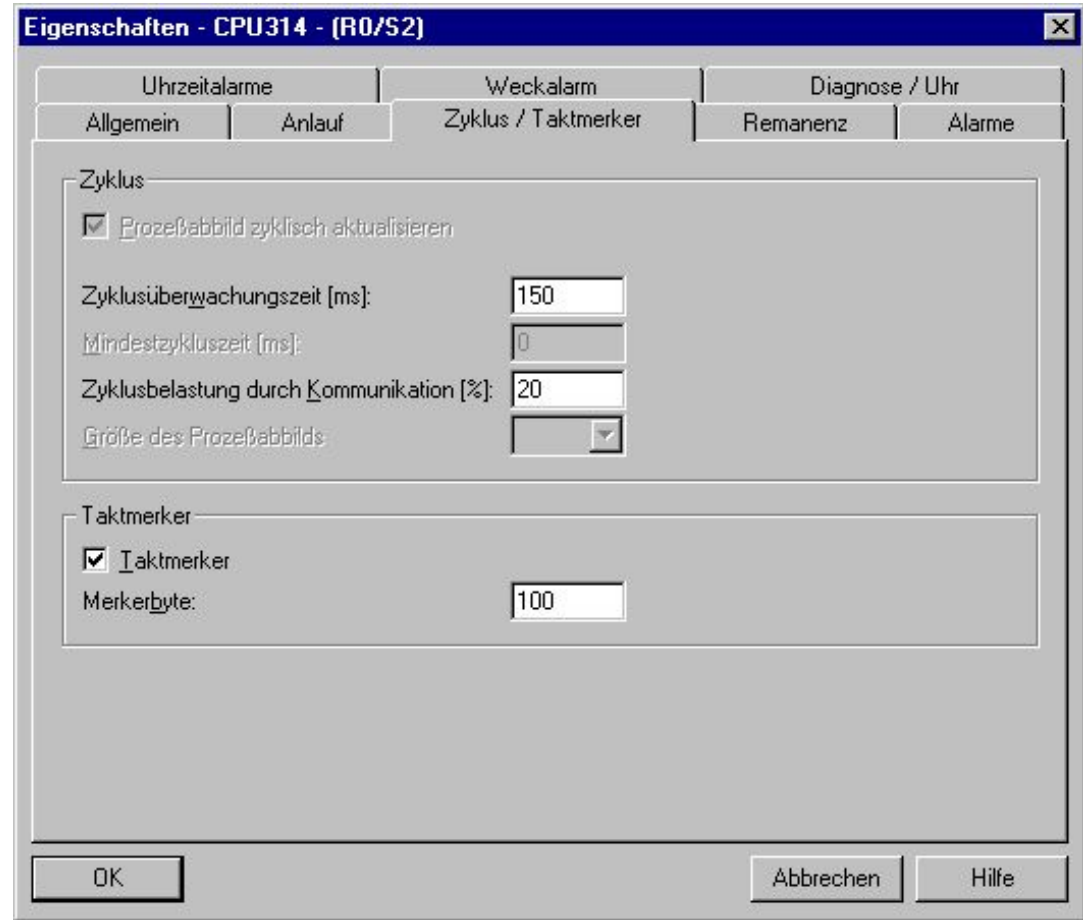 Eigenschaften - CPU314 - (R0/S2)
Uhrzeitalarme Weckalarm Diagnose / Uhr
Allgemein Anlauf Zyklus / Taktmerker Remanenz Alarme
Zyklus
Prozeßabbild zyklisch aktualisieren
Zyklusüberwachungszeit [ms]: 150
Mindestzykluszeit [ms]: 0
Zyklusbelastung durch Kommunikation [%]: 20
Größe des Prozeßabbilds
Taktmerker
Taktmerker
Merkerbyte: 100
OK Abbrechen Hilfe